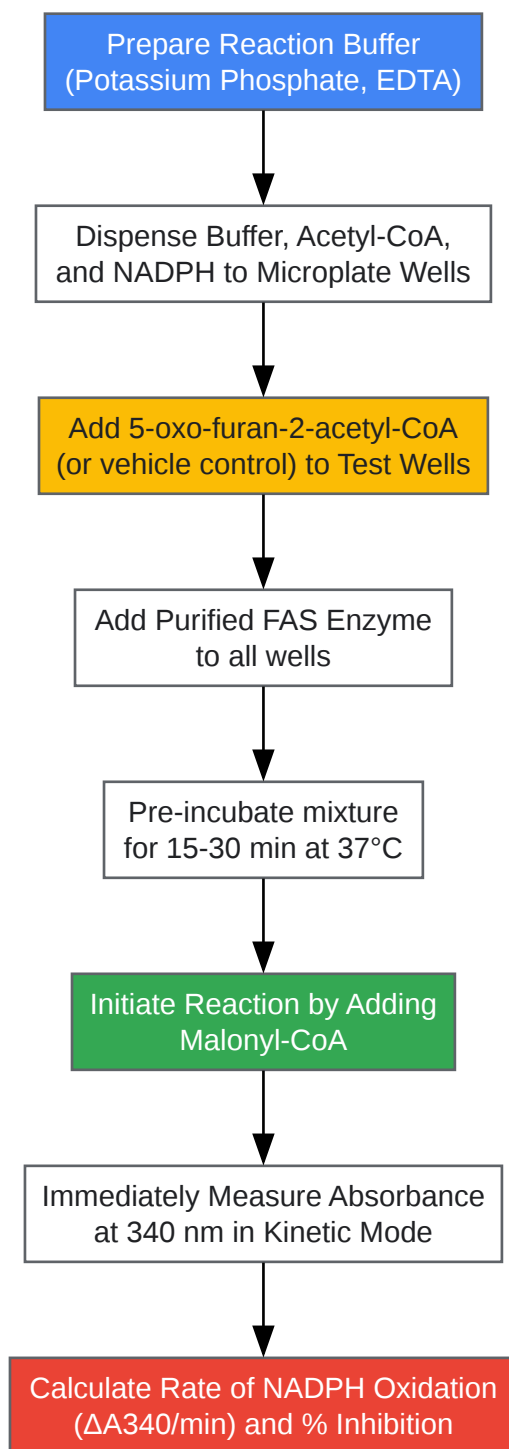 Prepare Reaction Buffer
(Potassium Phosphate, EDTA)
Dispense Buffer, Acetyl-CoA,
and NADPH to Microplate Wells
Add 5-oxo-furan-2-acetyl-CoA
(or vehicle control) to Test Wells
Add Purified FAS Enzyme
to all wells
Pre-incubate mixture
for 15-30 min at 37°C
Initiate Reaction by Adding
Malonyl-CoA
Immediately Measure Absorbance
at 340 nm in Kinetic Mode
Calculate Rate of NADPH Oxidation
(ΔA340/min) and % Inhibition